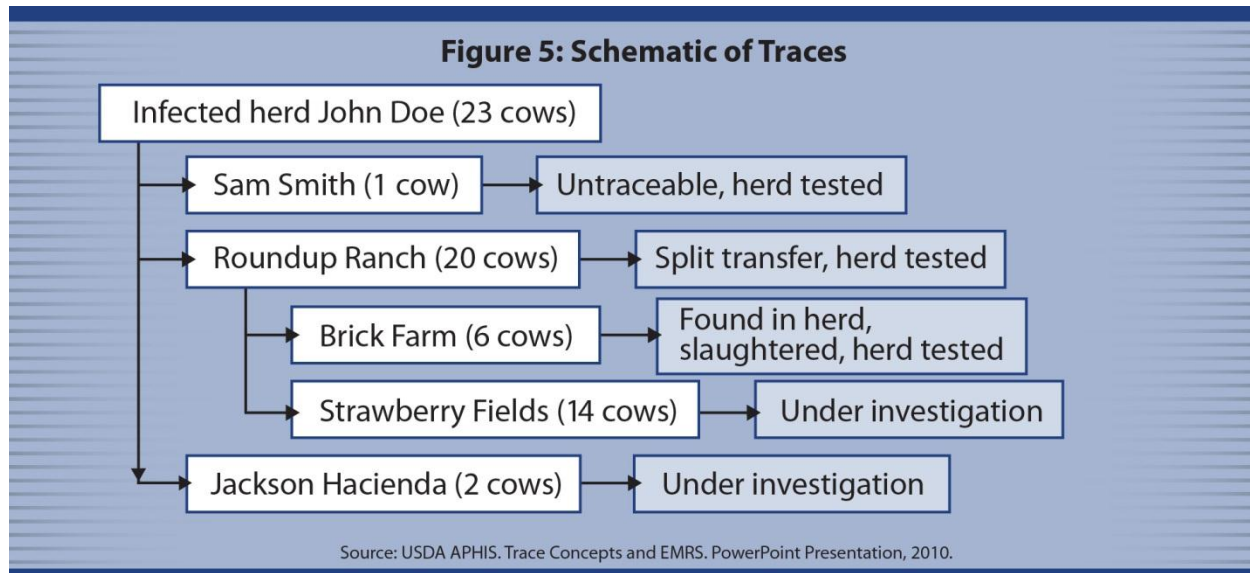 Figure 5: Schematic of Traces
Infected herd John Doe (23 cows)
Sam Smith (1 cow)
Untraceable, herd tested
Roundup Ranch (20 cows)
Split transfer, herd tested
Brick Farm (6 cows)
Found in herd,
slaughtered, herd tested
Strawberry Fields (14 cows)
Under investigation
Jackson Hacienda (2 cows)
Under investigation
Source: USDA APHIS. Trace Concepts and EMRS. PowerPoint Presentation, 2010.